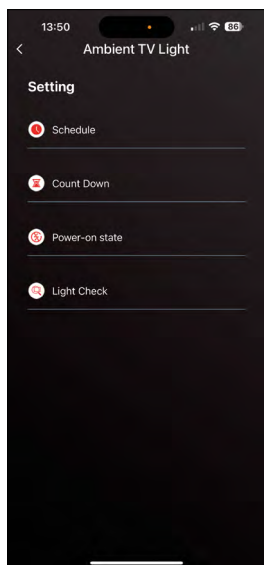 13:50
86
Ambient TV Light
Setting
Schedule
Count Down
Power-on state
Light Check